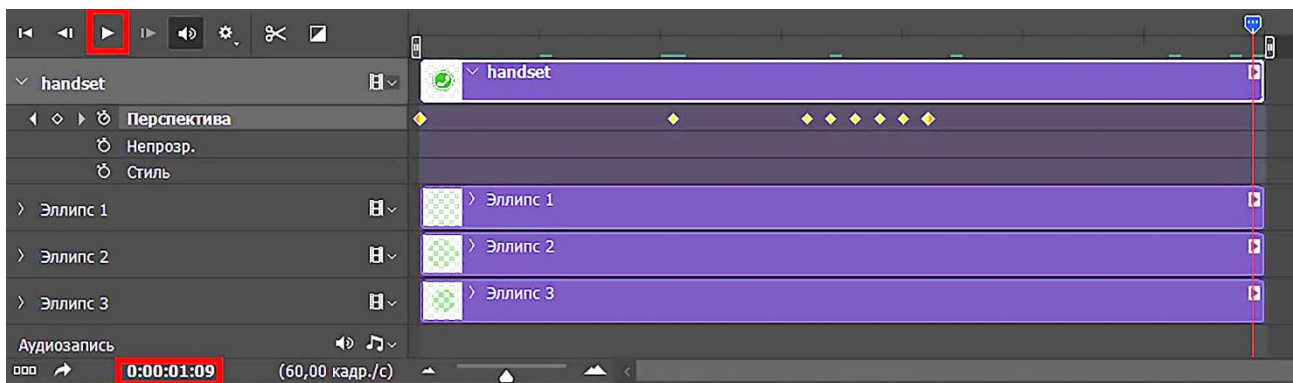 handset
handset
Перспектива
Непрозр.
Стиль
Эллипс 1
Эллипс 1
Эллипс 2
Эллипс 2
Эллипс 3
Эллипс 3
Аудиозапись
0:00:01:09 (60,00 кадр./с)